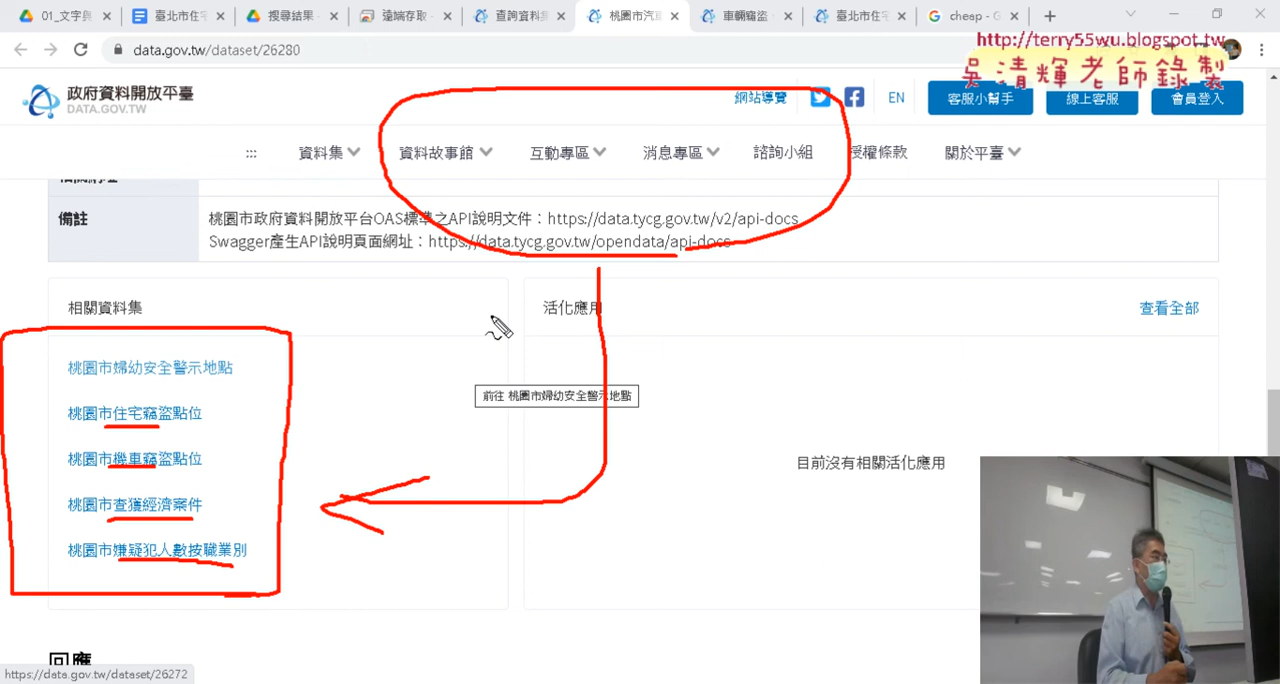 01_文字與
臺北市住宅
搜尋結果 -
遠端存取 -
查詢資料集
桃園市汽車
車輛竊盜
臺北市住宅
cheap - G
data.gov.tw/dataset/26280
http://terry55wu.blogspot.tw
吳清輝老師錄製
政府資料開放平臺
DATA.GOV.TW
網站導覽
EN
客服小幫手
線上客服
會員登入
:::
資料集
資料故事館
互動專區
消息專區
諮詢小組
授權條款
關於平臺
相關網址
備註
桃園市政府資料開放平台OAS標準之API說明文件：https://data.tycg.gov.tw/v2/api-docs
Swagger產生API說明頁面網址：https://data.tycg.gov.tw/opendata/api-docs
相關資料集
活化應用
查看全部
桃園市婦幼安全警示地點
桃園市住宅竊盜點位
桃園市機車竊盜點位
桃園市查獲經濟案件
桃園市嫌疑犯人數按職業別
前往 桃園市婦幼安全警示地點
目前沒有相關活化應用
回應
https://data.gov.tw/dataset/26272